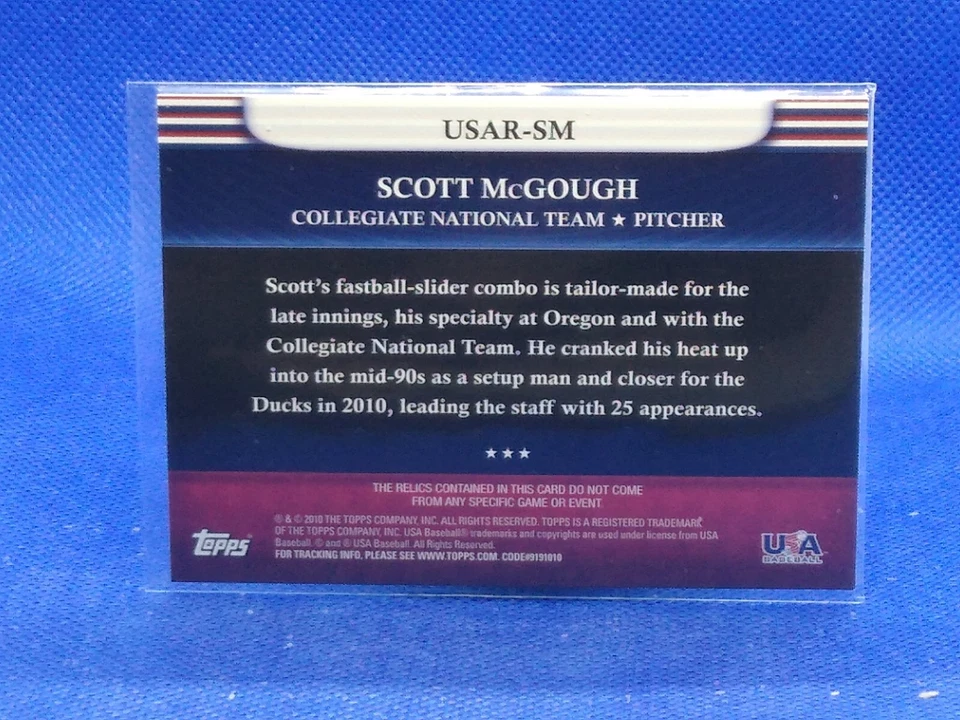 USAR-SM
SCOTT McGOUGH
COLLEGIATE NATIONAL TEAM ★ PITCHER
Scott's fastball-slider combo is tailor-made for the
late innings, his specialty at Oregon and with the
Collegiate National Team. He cranked his heat up
into the mid-90s as a setup man and closer for the
Ducks in 2010, leading the staff with 25 appearances.
★★★
THE RELICS CONTAINED IN THIS CARD DO NOT COME
FROM ANY SPECIFIC GAME OR EVENT
® & © 2010 THE TOPPS COMPANY, INC. ALL RIGHTS RESERVED. TOPPS IS A REGISTERED TRADEMARK
OF THE TOPPS COMPANY, INC. USA Baseball® trademarks and copyrights are used under license from USA
Baseball. © and ® USA Baseball. All Rights Reserved.
FOR TRACKING INFO, PLEASE SEE WWW.TOPPS.COM. CODE#9191010
topps
USA
BASEBALL